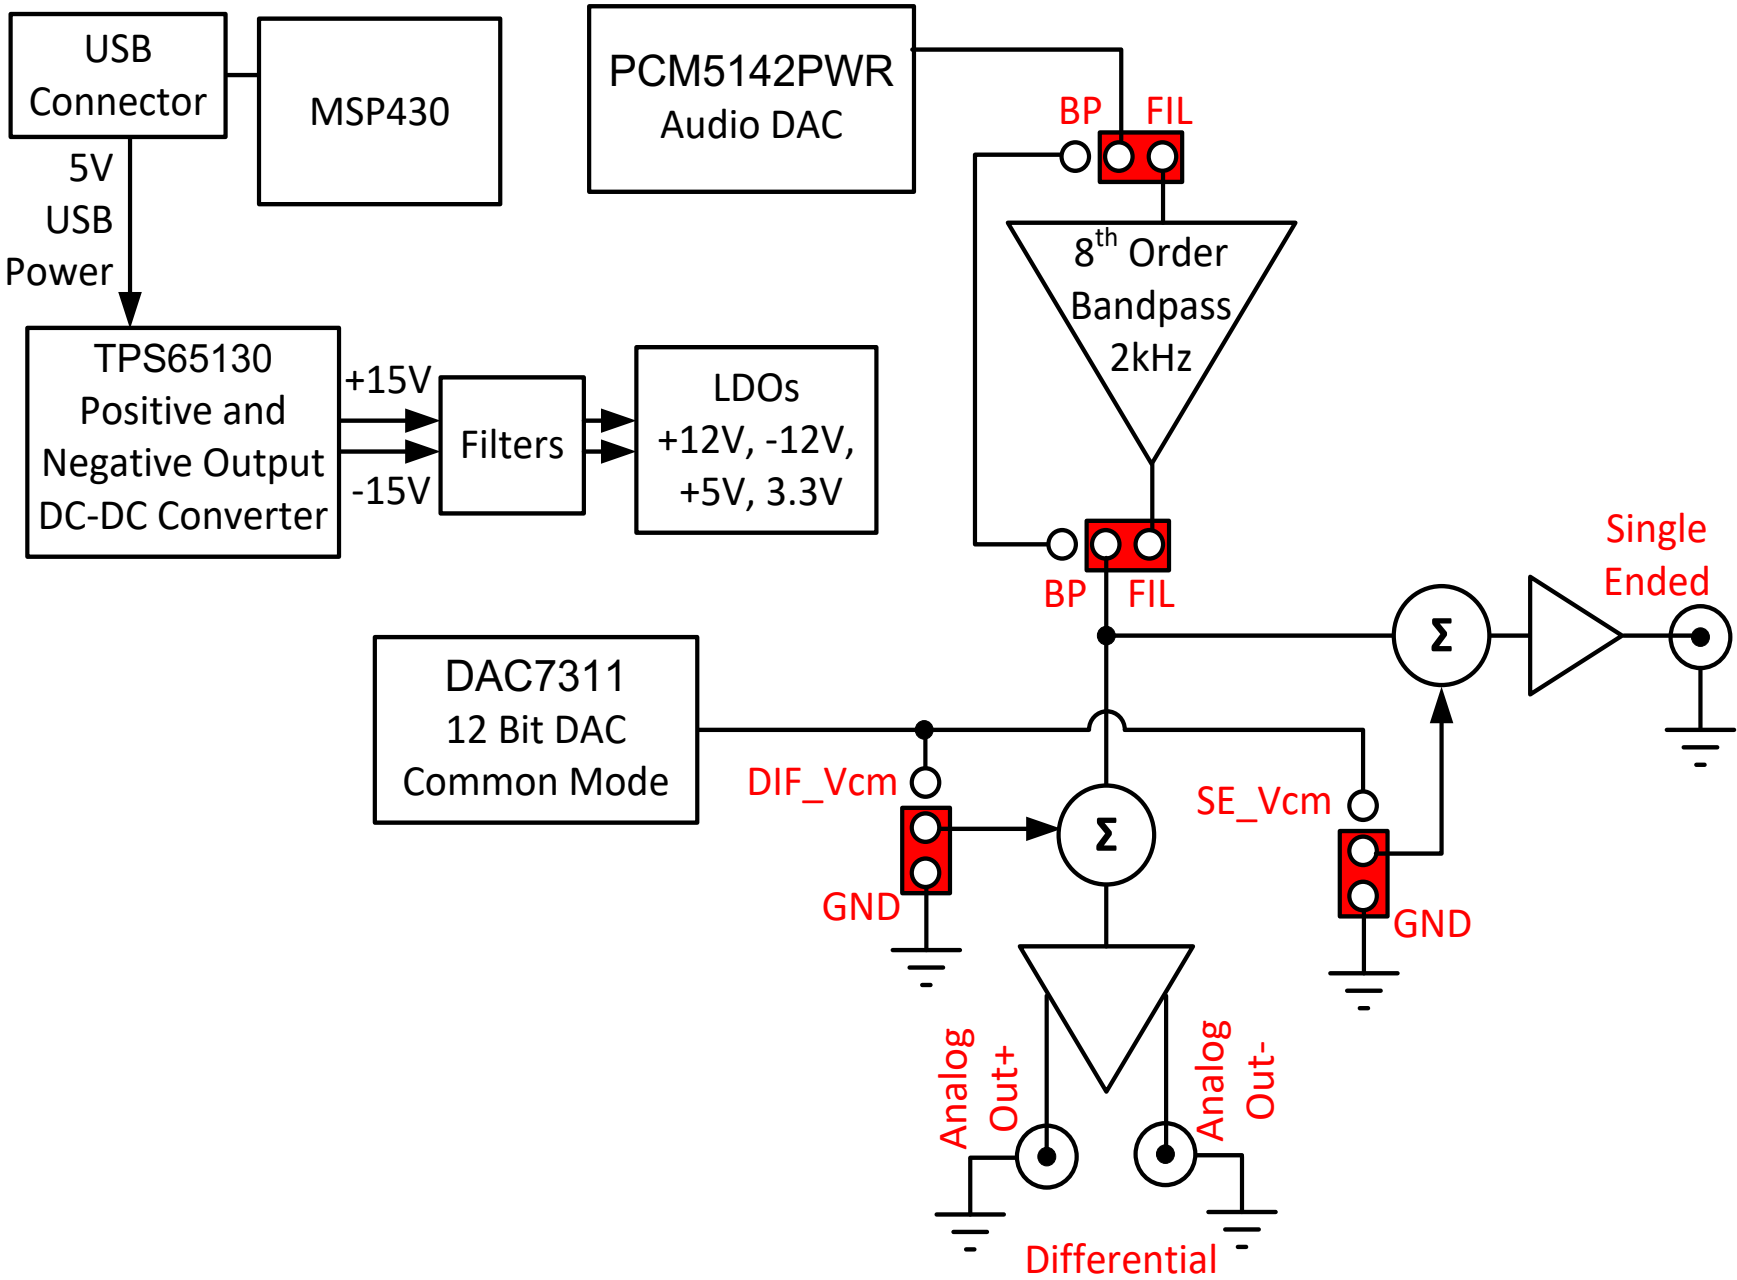 USB
Connector
MSP430
5V
USB
Power
TPS65130
Positive and
Negative Output
DC-DC Converter
+15V
-15V
Filters
LDOs
+12V, -12V,
+5V, 3.3V
PCM5142PWR
Audio DAC
BP FIL
8th Order
Bandpass
2kHz
BP FIL
Single
Ended
Σ
DAC7311
12 Bit DAC
Common Mode
DIF_Vcm
GND
Σ
SE_Vcm
GND
Analog
Out+
Analog
Out-
Differential